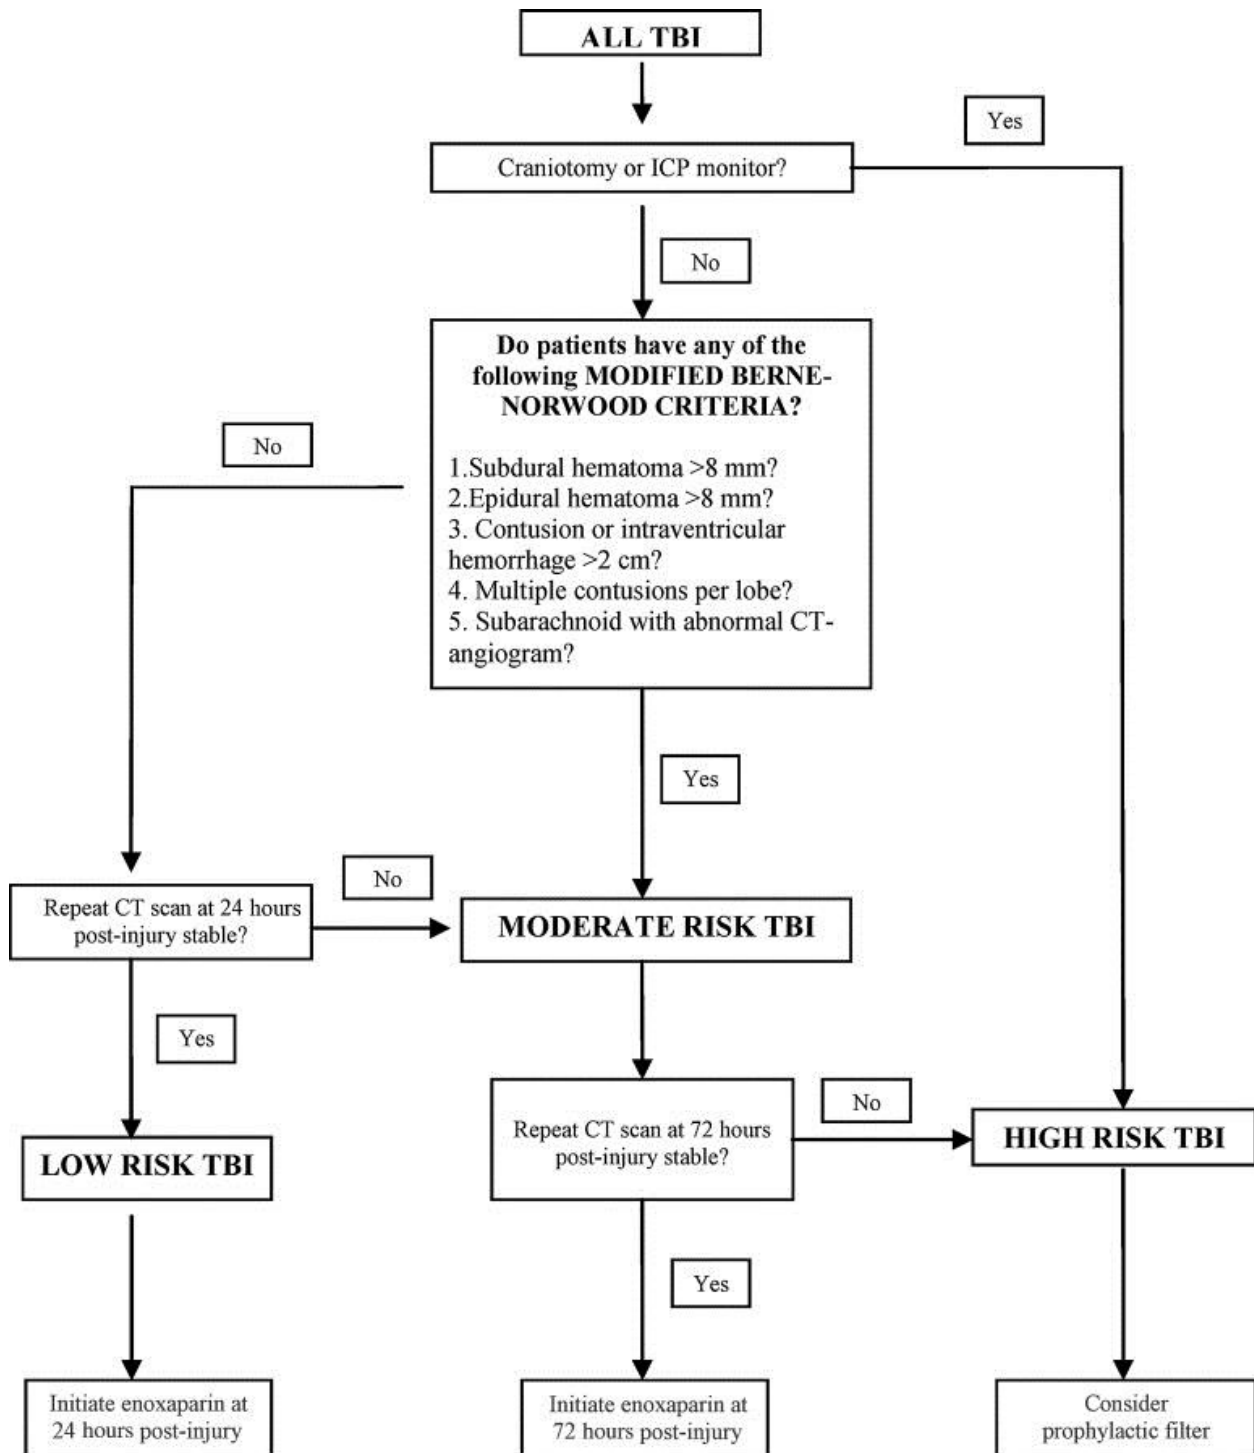 ALL TBI
Yes
Craniotomy or ICP monitor?
No
Do patients have any of the
following MODIFIED BERNE-
NORWOOD CRITERIA?
No
1.Subdural hematoma >8 mm?
2.Epidural hematoma >8 mm?
3. Contusion or intraventricular
hemorrhage >2 cm?
4. Multiple contusions per lobe?
5. Subarachnoid with abnormal CT-
angiogram?
Yes
No
Repeat CT scan at 24 hours
post-injury stable?
MODERATE RISK TBI
Yes
No
Repeat CT scan at 72 hours
post-injury stable?
LOW RISK TBI
HIGH RISK TBI
Yes
Initiate enoxaparin at
24 hours post-injury
Initiate enoxaparin at
72 hours post-injury
Consider
prophylactic filter